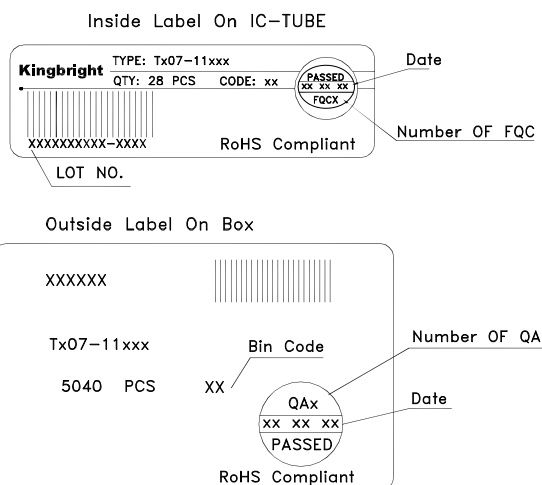 Inside Label On IC-TUBE
Kingbright
TYPE: Tx07-11xxx
QTY: 28 PCS CODE: xx
PASSED
xx xx xx
FQCX
Date
Number OF FQC
XXXXXXXXXX-XXXX
RoHS Compliant
LOT NO.
Outside Label On Box
XXXXXX
Tx07-11xxx
Bin Code
Number OF QA
5040 PCS XX
QAx
xx xx xx
PASSED
Date
RoHS Compliant